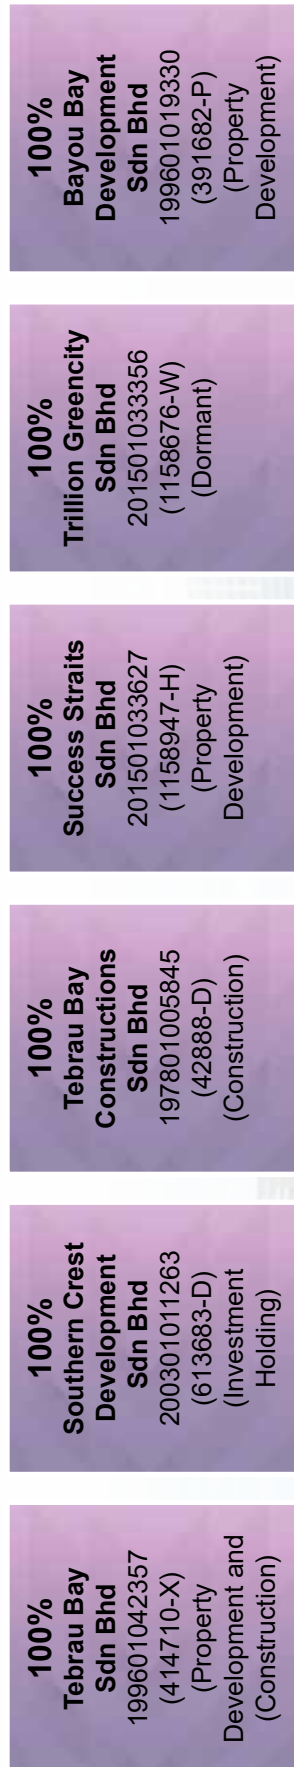 100%
Tebrau Bay
Sdn Bhd
199601042357
(414710-X)
(Property
Development and
(Construction)
100%
Southern Crest
Development
Sdn Bhd
200301011263
(613683-D)
(Investment
Holding)
100%
Tebrau Bay
Constructions
Sdn Bhd
197801005845
(42888-D)
(Construction)
100%
Success Straits
Sdn Bhd
201501033627
(1158947-H)
(Property
Development)
100%
Trillion Greencity
Sdn Bhd
201501033356
(1158676-W)
(Dormant)
100%
Bayou Bay
Development
Sdn Bhd
199601019330
(391682-P)
(Property
Development)